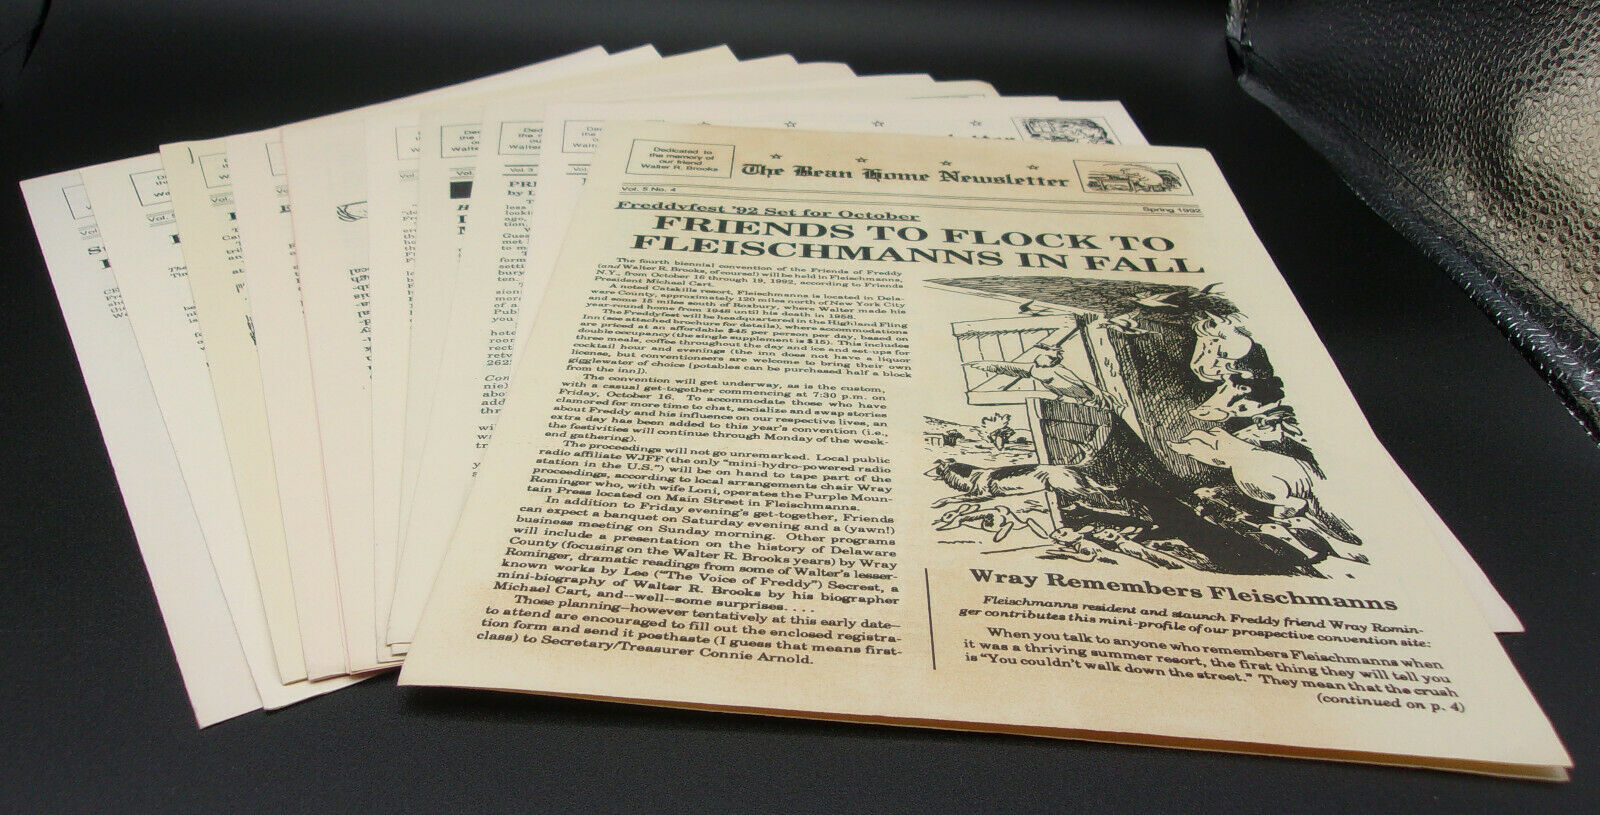 Dedicated to
the memory of
our friend
Walter R. Brooks
The Bean Home Newsletter
Vol. 5 No. 4
Spring 1992
Freddyfest '92 Set for October
FRIENDS TO FLOCK TO
FLEISCHMANNS IN FALL
The fourth biennial convention of the Friends of Freddy
(and Walter R. Brooks, of course!) will be held in Fleischmanns,
N.Y., from October 16 through 19, 1992, according to Friends
President Michael Cart.
A noted Catskills resort, Fleischmanns is located in Dela-
ware County, approximately 120 miles north of New York City
and some 15 miles south of Roxbury, where Walter made his
year-round home from 1948 until his death in 1958.
The Freddyfest will be headquartered in the Highland Fling
Inn (see attached brochure for details), where accommodations
are priced at an affordable $45 per person per day, based on
double occupancy (the single supplement is $15). This includes
three meals, coffee throughout the day and ice and set-ups for
cocktail hour and evenings (the inn does not have a liquor
license, but conventioneers are welcome to bring their own
gigglewater of choice [potables can be purchased half a block
from the inn]).
The convention will get underway, as is the custom,
with a casual get-together commencing at 7:30 p.m. on
Friday, October 16. To accommodate those who have
clamored for more time to chat, socialize and swap stories
about Freddy and his influence on our respective lives, an
extra day has been added to this year's convention (i.e.,
the festivities will continue through Monday of the week-
end gathering).
The proceedings will not go unremarked. Local public
radio affiliate WJFF (the only "mini-hydro-powered radio
station in the U.S.") will be on hand to tape part of the
proceedings, according to local arrangements chair Wray
Rominger who, with wife Loni, operates the Purple Moun-
tain Press located on Main Street in Fleischmanns.
In addition to Friday evening's get-together, Friends
can expect a banquet on Saturday evening and a (yawn!)
business meeting on Sunday morning. Other programs
will include a presentation on the history of Delaware
County (focusing on the Walter R. Brooks years) by Wray
Rominger, dramatic readings from some of Walter's lesser-
known works by Lee ("The Voice of Freddy") Secrest, a
mini-biography of Walter R. Brooks by his biographer
Michael Cart, and--well--some surprises. . . .
Those planning--however tentatively at this early date--
to attend are encouraged to fill out the enclosed registra-
tion form and send it posthaste (I guess that means first-
class) to Secretary/Treasurer Connie Arnold.
Wray Remembers Fleischmanns
Fleischmanns resident and staunch Freddy friend Wray Romin-
ger contributes this mini-profile of our prospective convention site:
When you talk to anyone who remembers Fleischmanns when
it was a thriving summer resort, the first thing they will tell you
is "You couldn't walk down the street." They mean that the crush
(continued on p. 4)